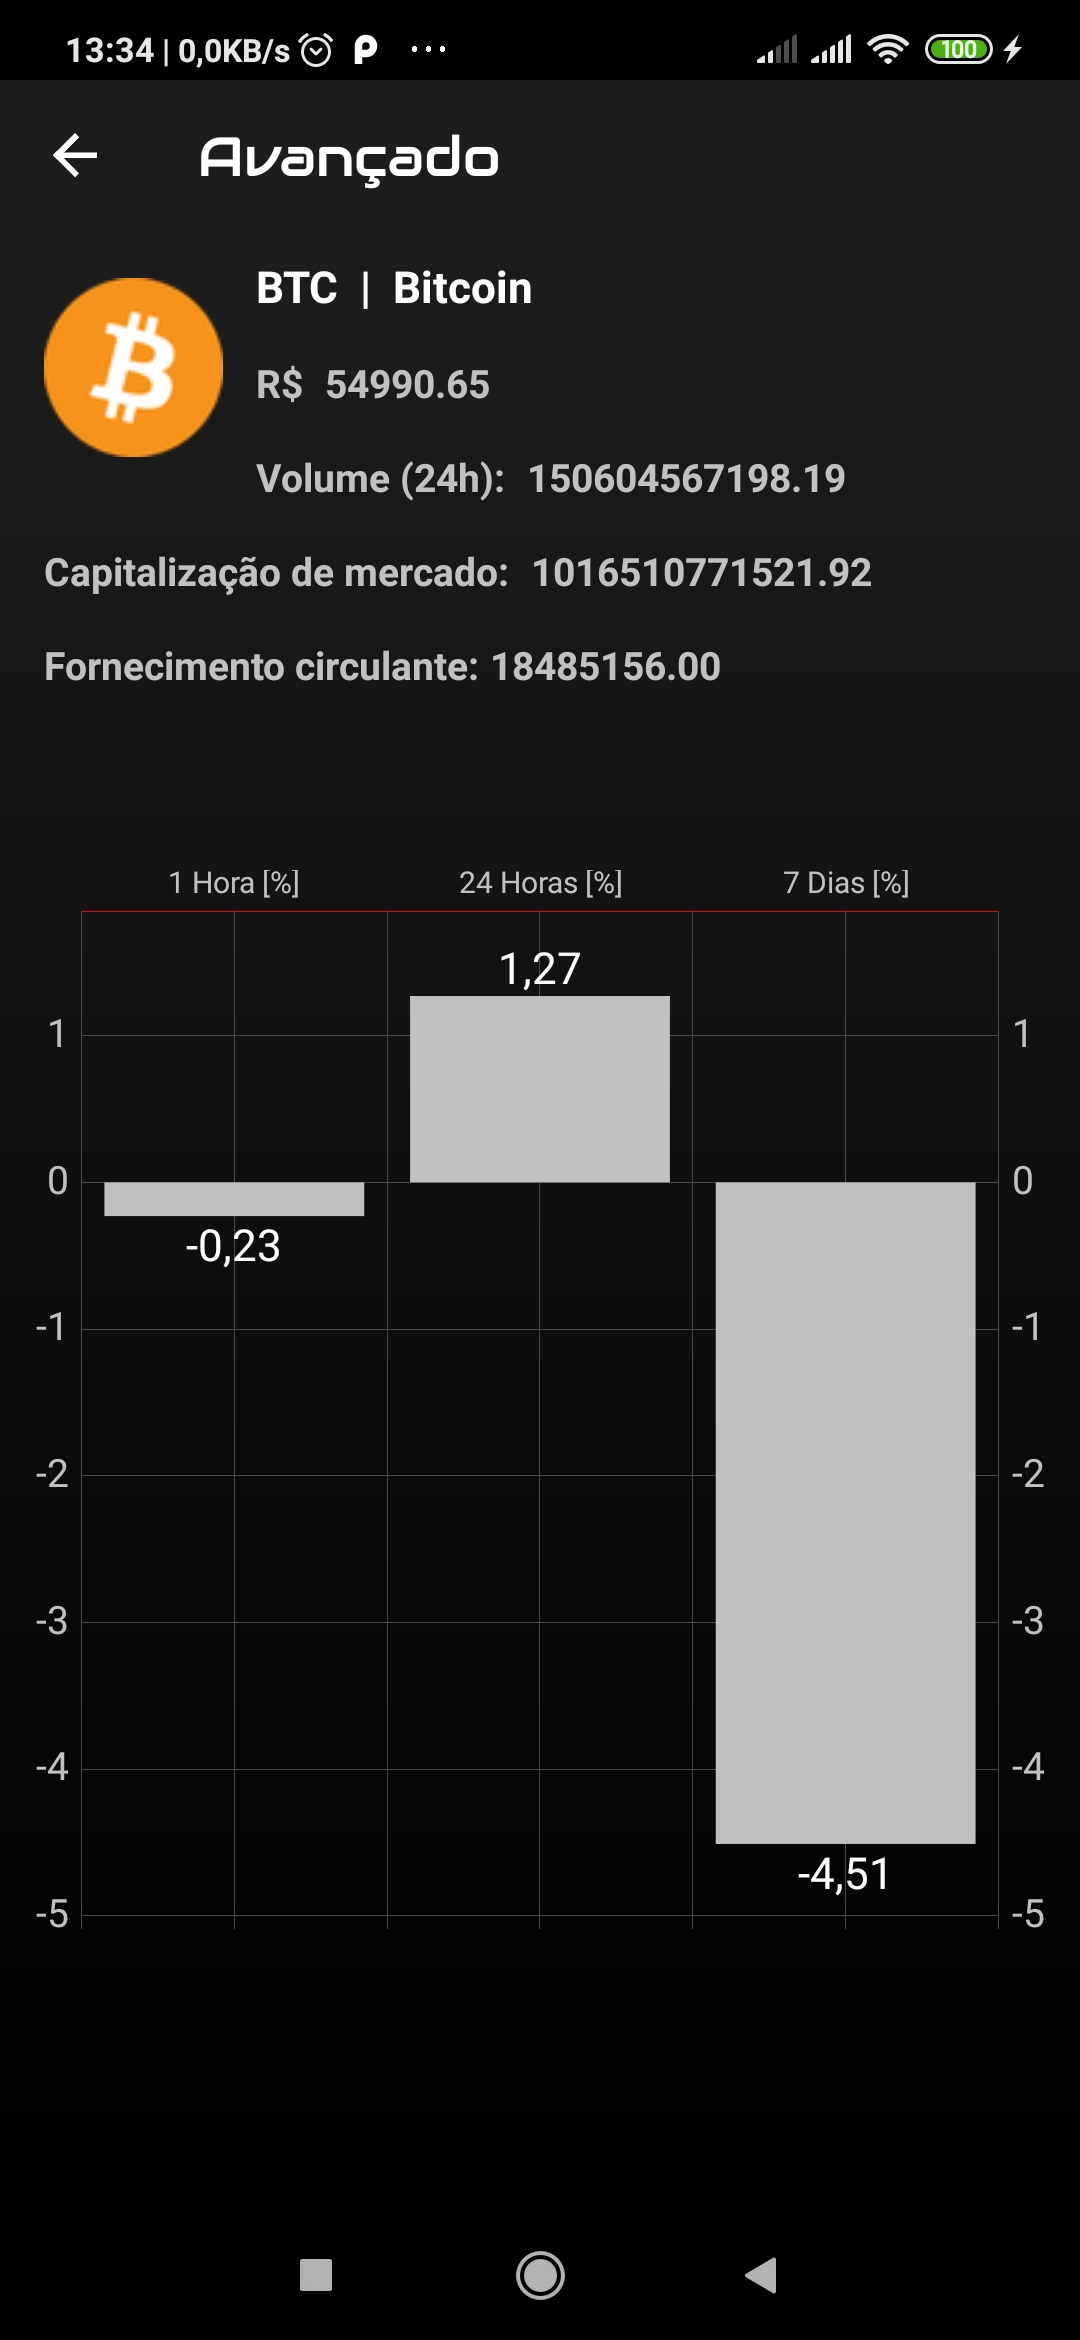 13:34 | 0,0KB/s P ...
100
Avançado
BTC | Bitcoin
R$ 54990.65
Volume (24h): 150604567198.19
Capitalização de mercado: 1016510771521.92
Fornecimento circulante: 18485156.00
1 Hora [%] 24 Horas [%] 7 Dias [%]
1,27
1 1
0 0
-0,23
-1 -1
-2 -2
-3 -3
-4 -4
-4,51
-5 -5